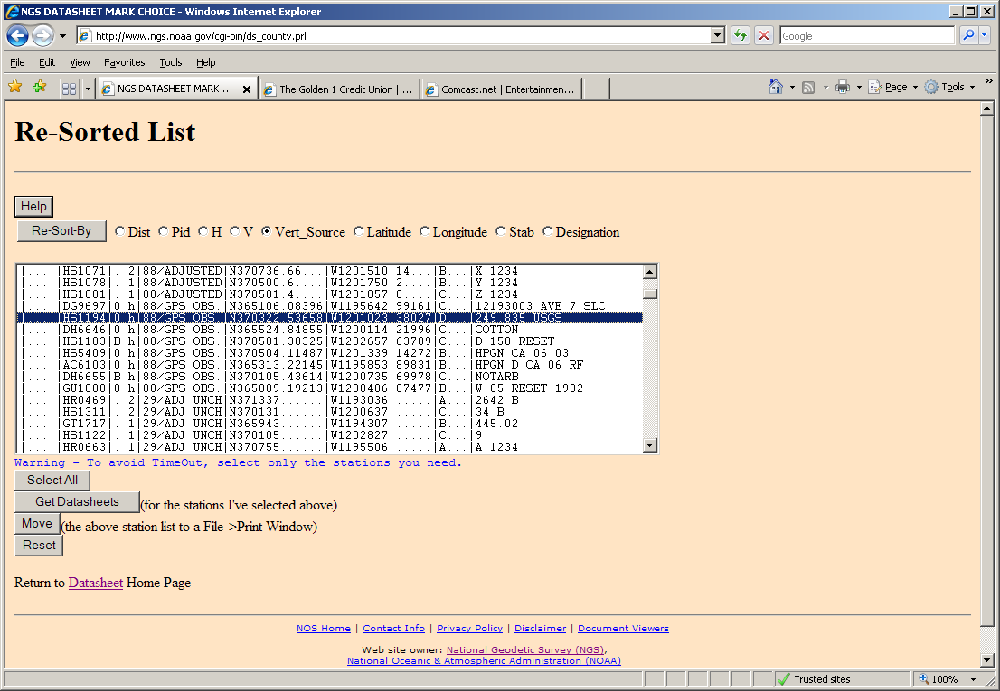 NGS DATASHEET MARK CHOICE - Windows Internet Explorer
http://www.ngs.noaa.gov/cgi-bin/ds_county.prl
Google
File Edit View Favorites Tools Help
NGS DATASHEET MARK ... The Golden 1 Credit Union | ... Comcast.net | Entertainmen... Page Tools »
Re-Sorted List
Help
Re-Sort-By Dist Pid H V Vert_Source Latitude Longitude Stab Designation
|....|HS1071|. 2|88/ADJUSTED|N370736.66...|W1201510.14...|B...|X 1234
|....|HS1078|. 1|88/ADJUSTED|N370500.6....|W1201750.2....|B...|Y 1234
|....|HS1081|. 1|88/ADJUSTED|N370501.4....|W1201857.8....|C...|Z 1234
|....|DG9697|0 h|88/GPS OBS.|N365106.08396|W1195642.99161|C...|12193003 AVE 7 SLC
|....|HS1194|0 h|88/GPS OBS.|N370322.53658|W1201023.38027|D...|249.835 USGS
|....|DH6646|0 h|88/GPS OBS.|N365524.84855|W1200114.21996|C...|COTTON
|....|HS1103|B h|88/GPS OBS.|N370501.38325|W1202657.63709|C...|D 158 RESET
|....|HS5409|0 h|88/GPS OBS.|N370504.11487|W1201339.14272|B...|HPGN CA 06 03
|....|AC6103|0 h|88/GPS OBS.|N365313.22145|W1195853.89831|B...|HPGN D CA 06 RF
|....|DH6655|B h|88/GPS OBS.|N370105.43614|W1200735.69978|C...|NOTARB
|....|GU1080|0 h|88/GPS OBS.|N365809.19213|W1200406.07477|B...|W 85 RESET 1932
|....|HR0469|. 2|29/ADJ UNCH|N371337......|W1193036......|A...|2642 B
|....|HS1311|. 2|29/ADJ UNCH|N370131......|W1200637......|C...|34 B
|....|GT1717|. 1|29/ADJ UNCH|N365943......|W1194307......|B...|445.02
|....|HS1122|. 1|29/ADJ UNCH|N370105......|W1202827......|C...|9
|....|HR0663|. 1|29/ADJ UNCH|N370755......|W1195506......|A...|A 1234
Warning - To avoid TimeOut, select only the stations you need.
Select All
Get Datasheets (for the stations I've selected above)
Move (the above station list to a File->Print Window)
Reset
Return to Datasheet Home Page
NOS Home | Contact Info | Privacy Policy | Disclaimer | Document Viewers
Web site owner: National Geodetic Survey (NGS),
National Oceanic & Atmospheric Administration (NOAA)
Trusted sites 100%